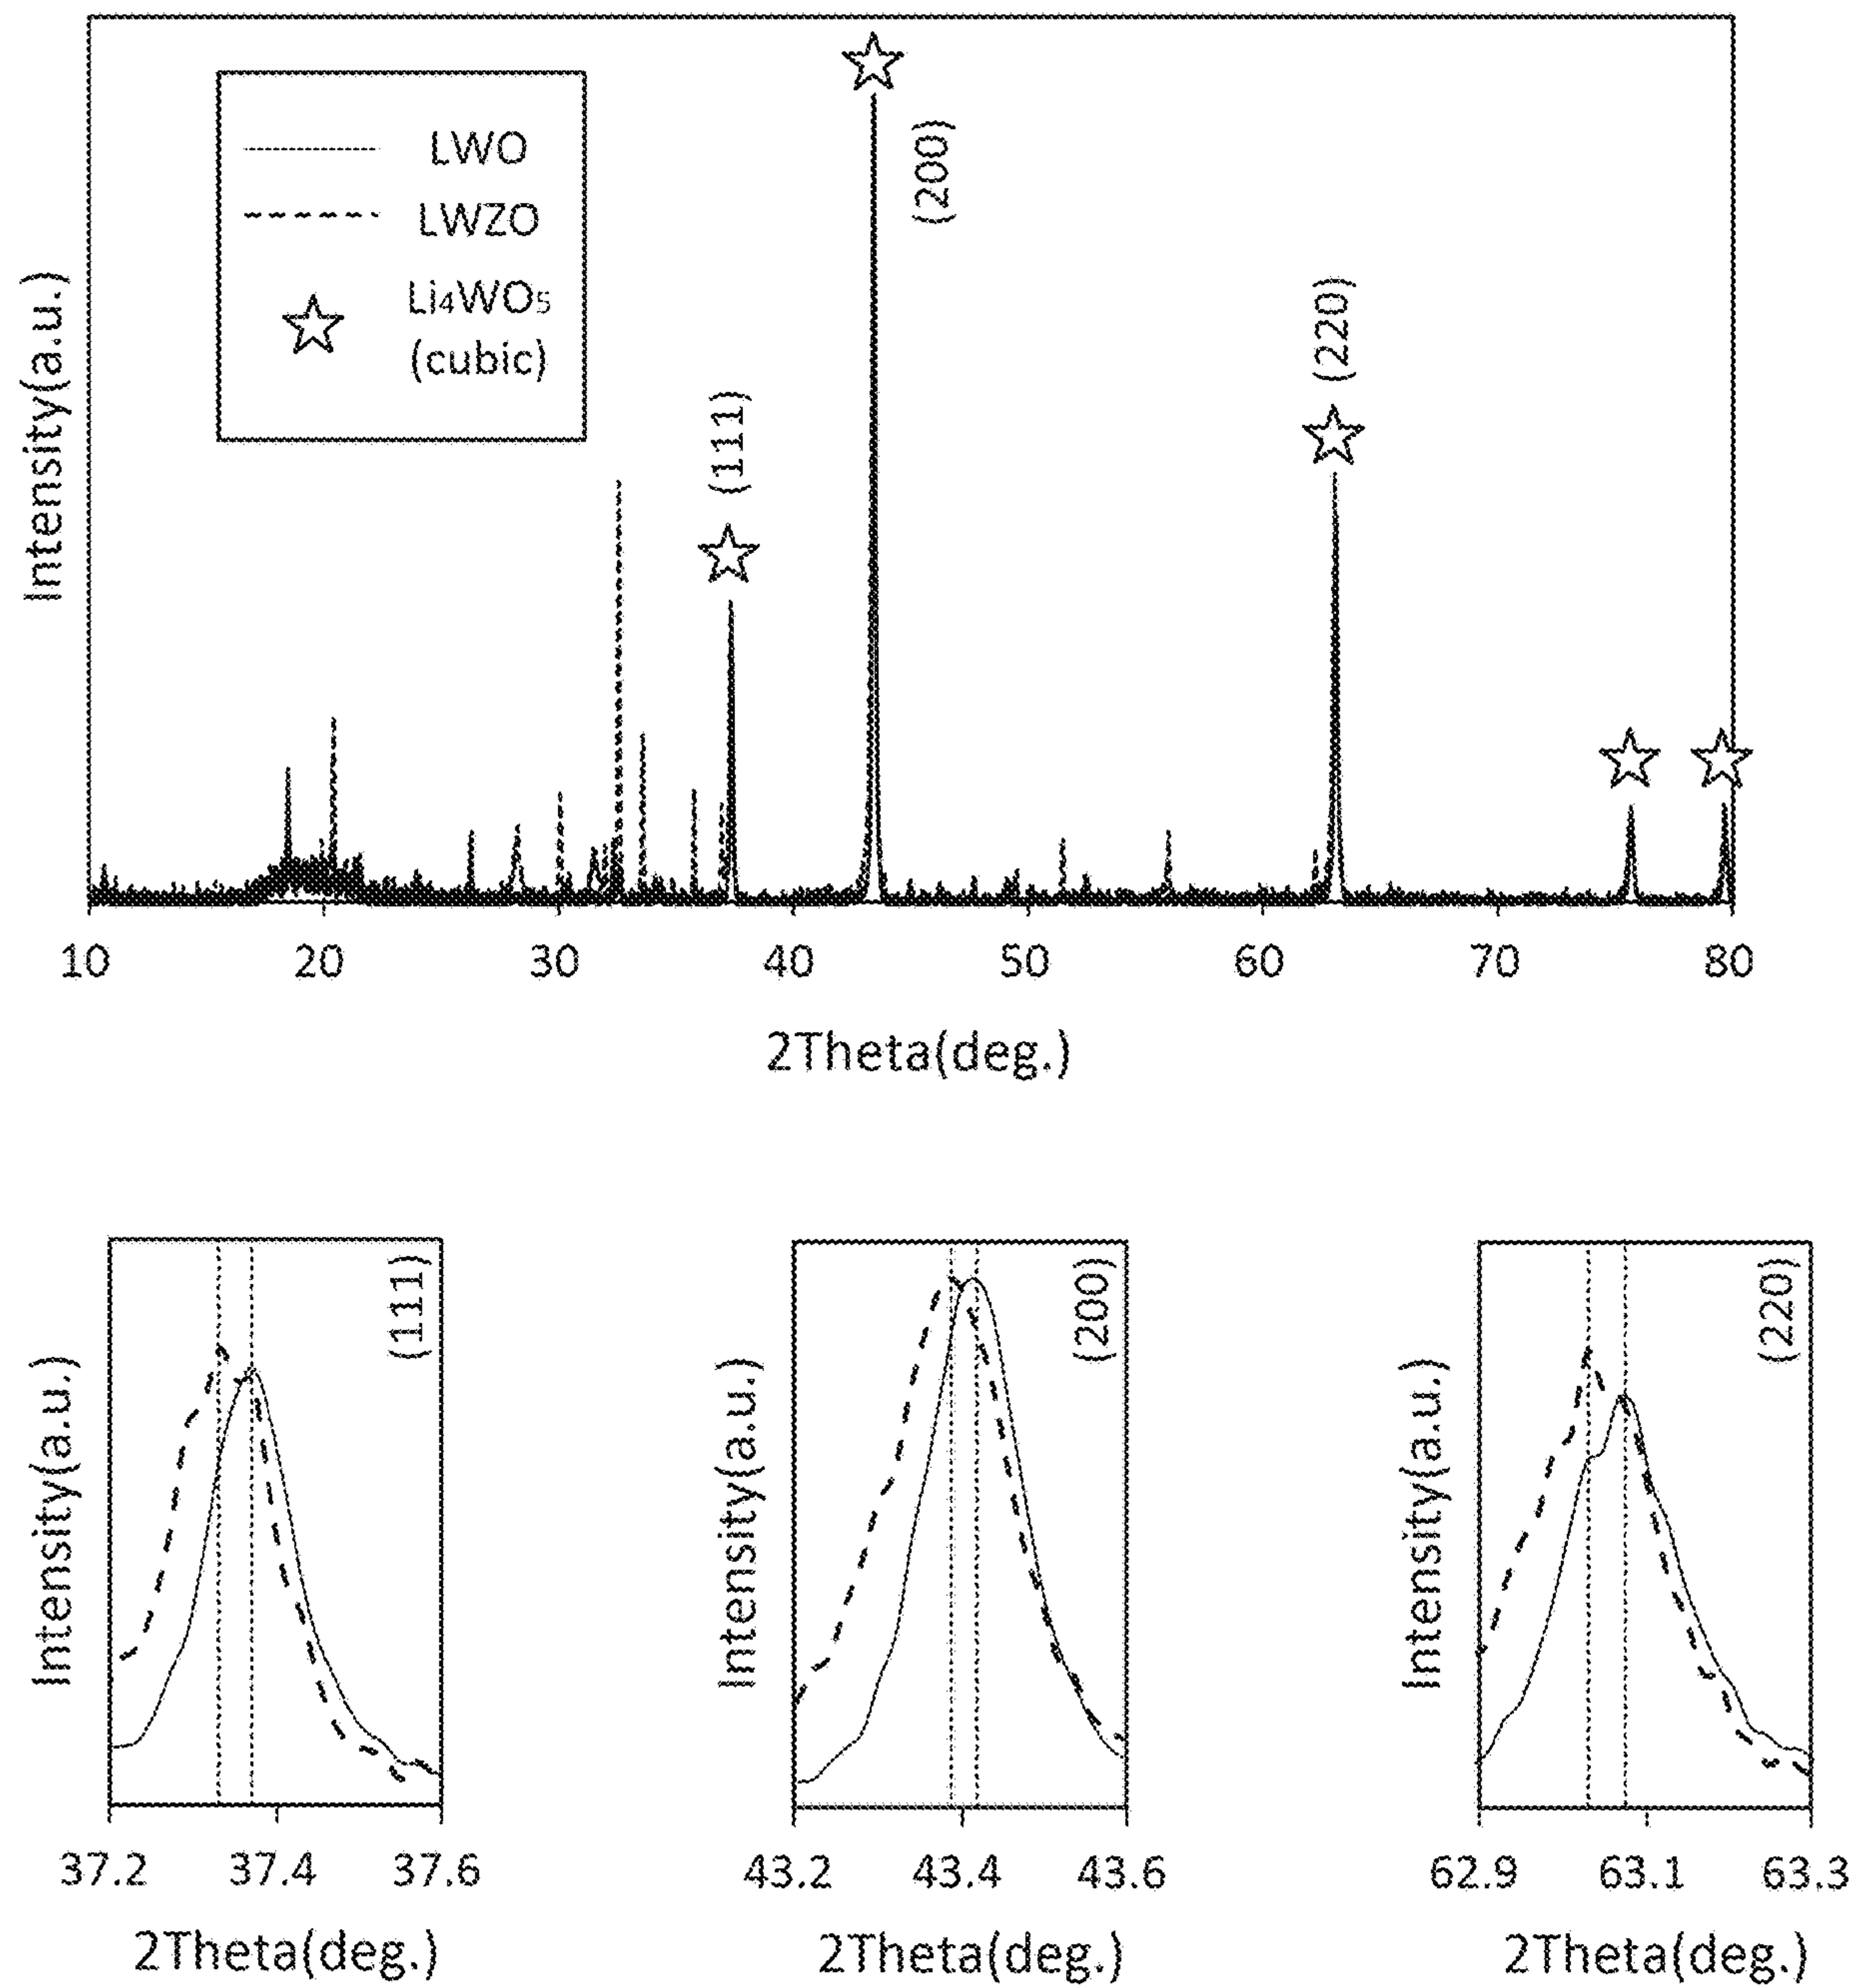 LWO
LWZO
Li₄WO₅
(cubic)
(111)
(200)
(220)
Intensity(a.u.)
10 20 30 40 50 60 70 80
2Theta(deg.)
(111)
Intensity(a.u.)
37.2 37.4 37.6
2Theta(deg.)
(200)
Intensity(a.u.)
43.2 43.4 43.6
2Theta(deg.)
(220)
Intensity(a.u.)
62.9 63.1 63.3
2Theta(deg.)